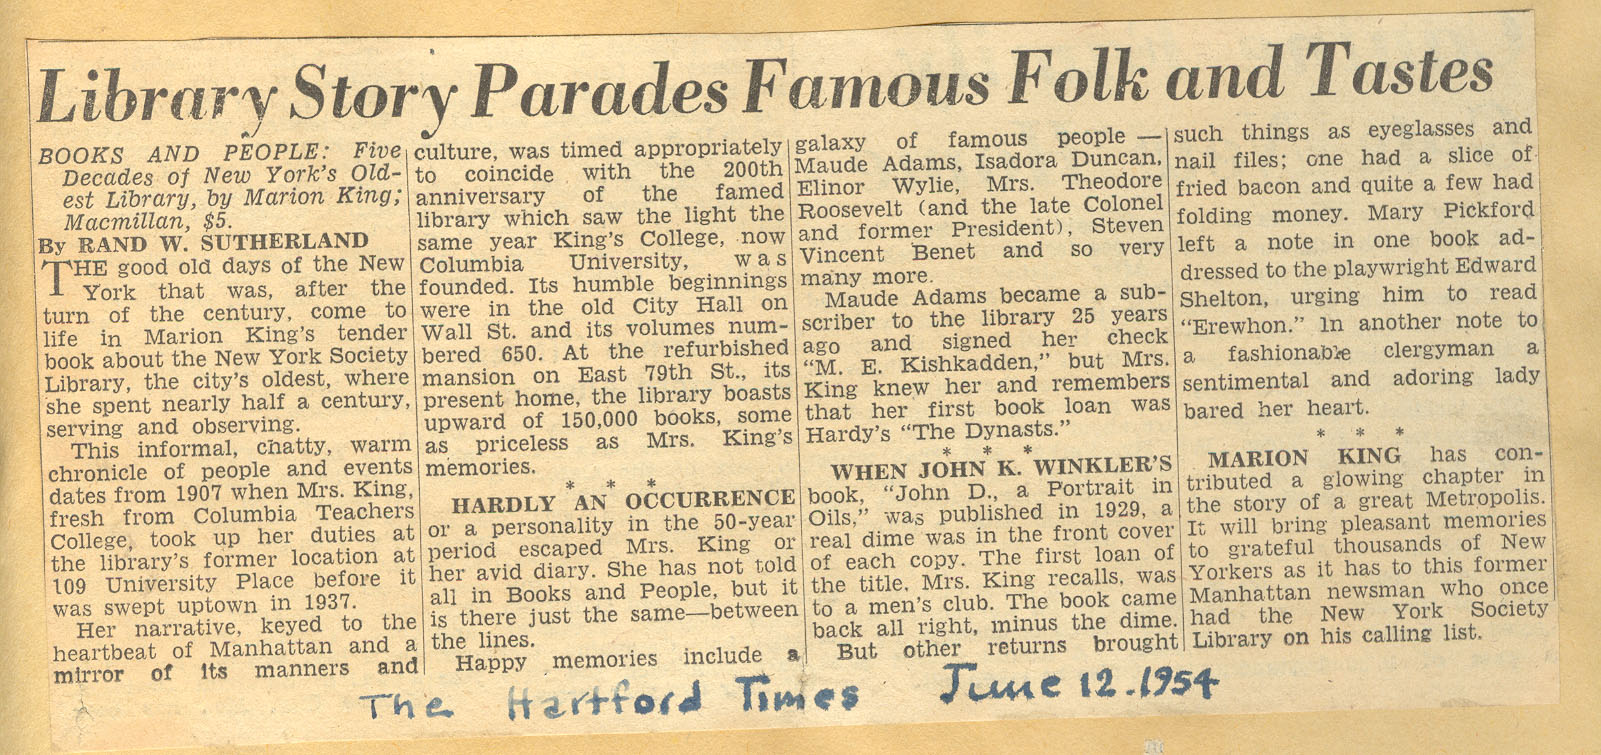 Library Story Parades Famous Folk and Tastes
BOOKS AND PEOPLE: Five
Decades of New York's Old-
est Library, by Marion King;
Macmillan, $5.
By RAND W. SUTHERLAND
THE good old days of the New
York that was, after the
turn of the century, come to
life in Marion King's tender
book about the New York Society
Library, the city's oldest, where
she spent nearly half a century,
serving and observing.
This informal, chatty, warm
chronicle of people and events
dates from 1907 when Mrs. King,
fresh from Columbia Teachers
College, took up her duties at
the library's former location at
109 University Place before it
was swept uptown in 1937.
Her narrative, keyed to the
heartbeat of Manhattan and a
mirror of its manners and
culture, was timed appropriately
to coincide with the 200th
anniversary of the famed
library which saw the light the
same year King's College, now
Columbia University, was
founded. Its humble beginnings
were in the old City Hall on
Wall St. and its volumes num-
bered 650. At the refurbished
mansion on East 79th St., its
present home, the library boasts
upward of 150,000 books, some
as priceless as Mrs. King's
memories.
* * *
HARDLY AN OCCURRENCE
or a personality in the 50-year
period escaped Mrs. King or
her avid diary. She has not told
all in Books and People, but it
is there just the same—between
the lines.
Happy memories include a
galaxy of famous people —
Maude Adams, Isadora Duncan,
Elinor Wylie, Mrs. Theodore
Roosevelt (and the late Colonel
and former President), Steven
Vincent Benet and so very
many more.
Maude Adams became a sub-
scriber to the library 25 years
ago and signed her check
"M. E. Kishkadden," but Mrs.
King knew her and remembers
that her first book loan was
Hardy's "The Dynasts."
* * *
WHEN JOHN K. WINKLER'S
book, "John D., a Portrait in
Oils," was published in 1929, a
real dime was in the front cover
of each copy. The first loan of
the title, Mrs. King recalls, was
to a men's club. The book came
back all right, minus the dime.
But other returns brought
such things as eyeglasses and
nail files; one had a slice of
fried bacon and quite a few had
folding money. Mary Pickford
left a note in one book ad-
dressed to the playwright Edward
Shelton, urging him to read
"Erewhon." In another note to
a fashionable clergyman a
sentimental and adoring lady
bared her heart.
* * *
MARION KING has con-
tributed a glowing chapter in
the story of a great Metropolis.
It will bring pleasant memories
to grateful thousands of New
Yorkers as it has to this former
Manhattan newsman who once
had the New York Society
Library on his calling list.
The Hartford Times June 12. 1954